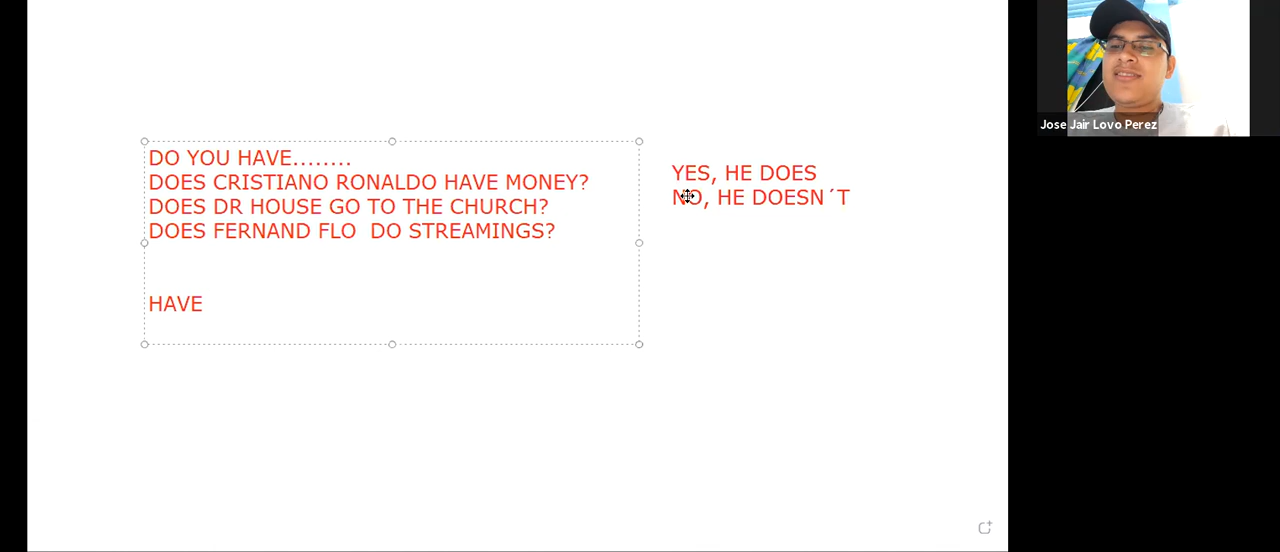 DO YOU HAVE........
DOES CRISTIANO RONALDO HAVE MONEY?
DOES DR HOUSE GO TO THE CHURCH?
DOES FERNAND FLO  DO STREAMINGS?
HAVE
YES, HE DOES
NO, HE DOESN´T
Jose Jair Lovo Perez